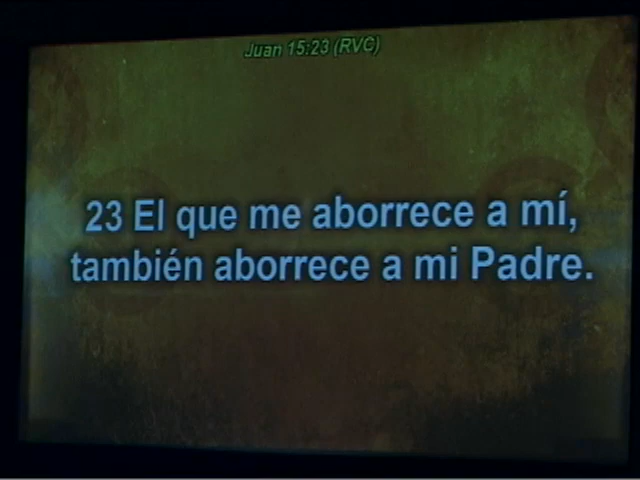 Juan 15:23 (RVC)
23 El que me aborrece a mí,
también aborrece a mi Padre.